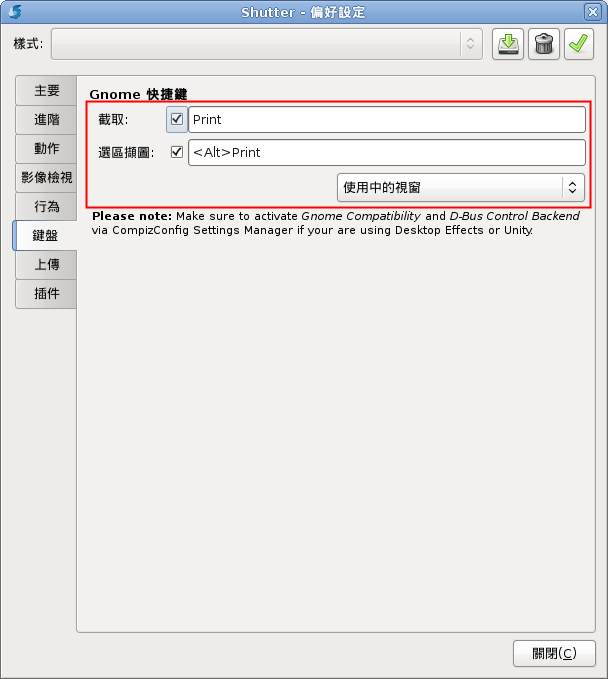 Shutter - 偏好設定
樣式:
主要
進階
動作
影像檢視
行為
鍵盤
上傳
插件
Gnome 快捷鍵
截取: Print
選區擷圖: <Alt>Print
使用中的視窗
Please note: Make sure to activate Gnome Compatibility and D-Bus Control Backend
via CompizConfig Settings Manager if your are using Desktop Effects or Unity.
關閉(C)